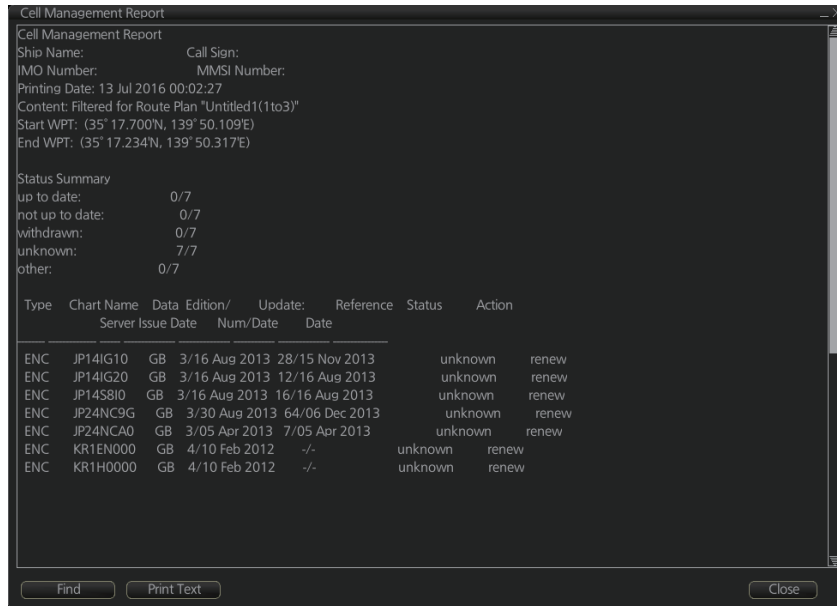 Cell Management Report
Cell Management Report
Ship Name: Call Sign:
IMO Number: MMSI Number:
Printing Date: 13 Jul 2016 00:02:27
Content: Filtered for Route Plan "Untitled1(1to3)"
Start WPT: (35°17.700'N, 139°50.109'E)
End WPT: (35°17.234'N, 139°50.317'E)
Status Summary
up to date: 0/7
not up to date: 0/7
withdrawn: 0/7
unknown: 7/7
other: 0/7
Type Chart Name Data Edition/ Update: Reference Status Action
Server Issue Date Num/Date Date
ENC JP14IG10 GB 3/16 Aug 2013 28/15 Nov 2013 unknown renew
ENC JP14IG20 GB 3/16 Aug 2013 12/16 Aug 2013 unknown renew
ENC JP14S8I0 GB 3/16 Aug 2013 16/16 Aug 2013 unknown renew
ENC JP24NC9G GB 3/30 Aug 2013 64/06 Dec 2013 unknown renew
ENC JP24NCA0 GB 3/05 Apr 2013 7/05 Apr 2013 unknown renew
ENC KR1EN000 GB 4/10 Feb 2012 -/- unknown renew
ENC KR1H0000 GB 4/10 Feb 2012 -/- unknown renew
Find Print Text Close